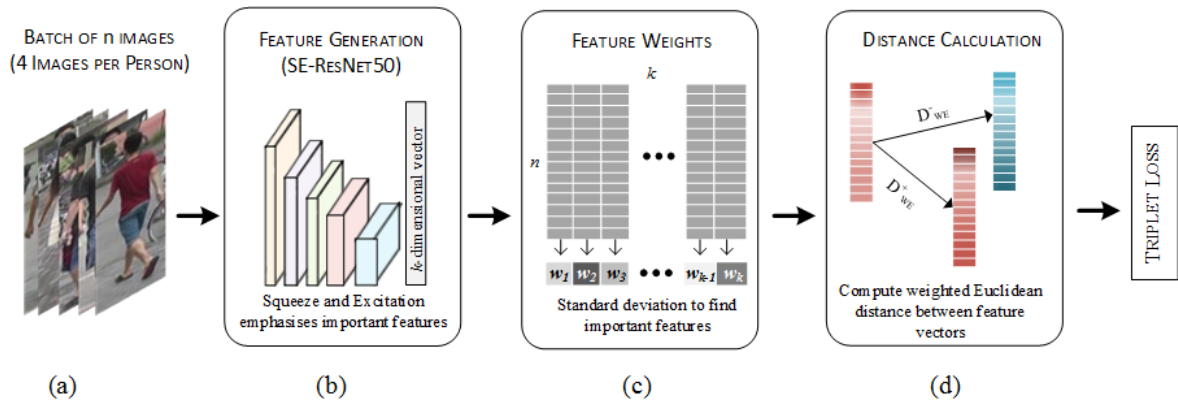 BATCH OF n IMAGES
(4 IMAGES PER PERSON)
FEATURE GENERATION
(SE-RESNET50)
k-dimensional vector
Squeeze and Excitation
emphasises important features
FEATURE WEIGHTS
k
n
w1 w2 w3 ••• wk-1 wk
Standard deviation to find
important features
DISTANCE CALCULATION
D-WE
D+WE
Compute weighted Euclidean
distance between feature
vectors
TRIPLET LOSS
(a) (b) (c) (d)